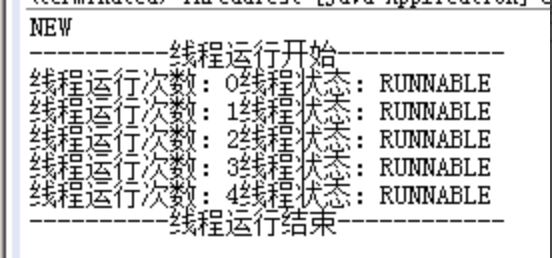 NEW
----------线程运行开始------------
线程运行次数：0线程状态：RUNNABLE
线程运行次数：1线程状态：RUNNABLE
线程运行次数：2线程状态：RUNNABLE
线程运行次数：3线程状态：RUNNABLE
线程运行次数：4线程状态：RUNNABLE
----------线程运行结束------------